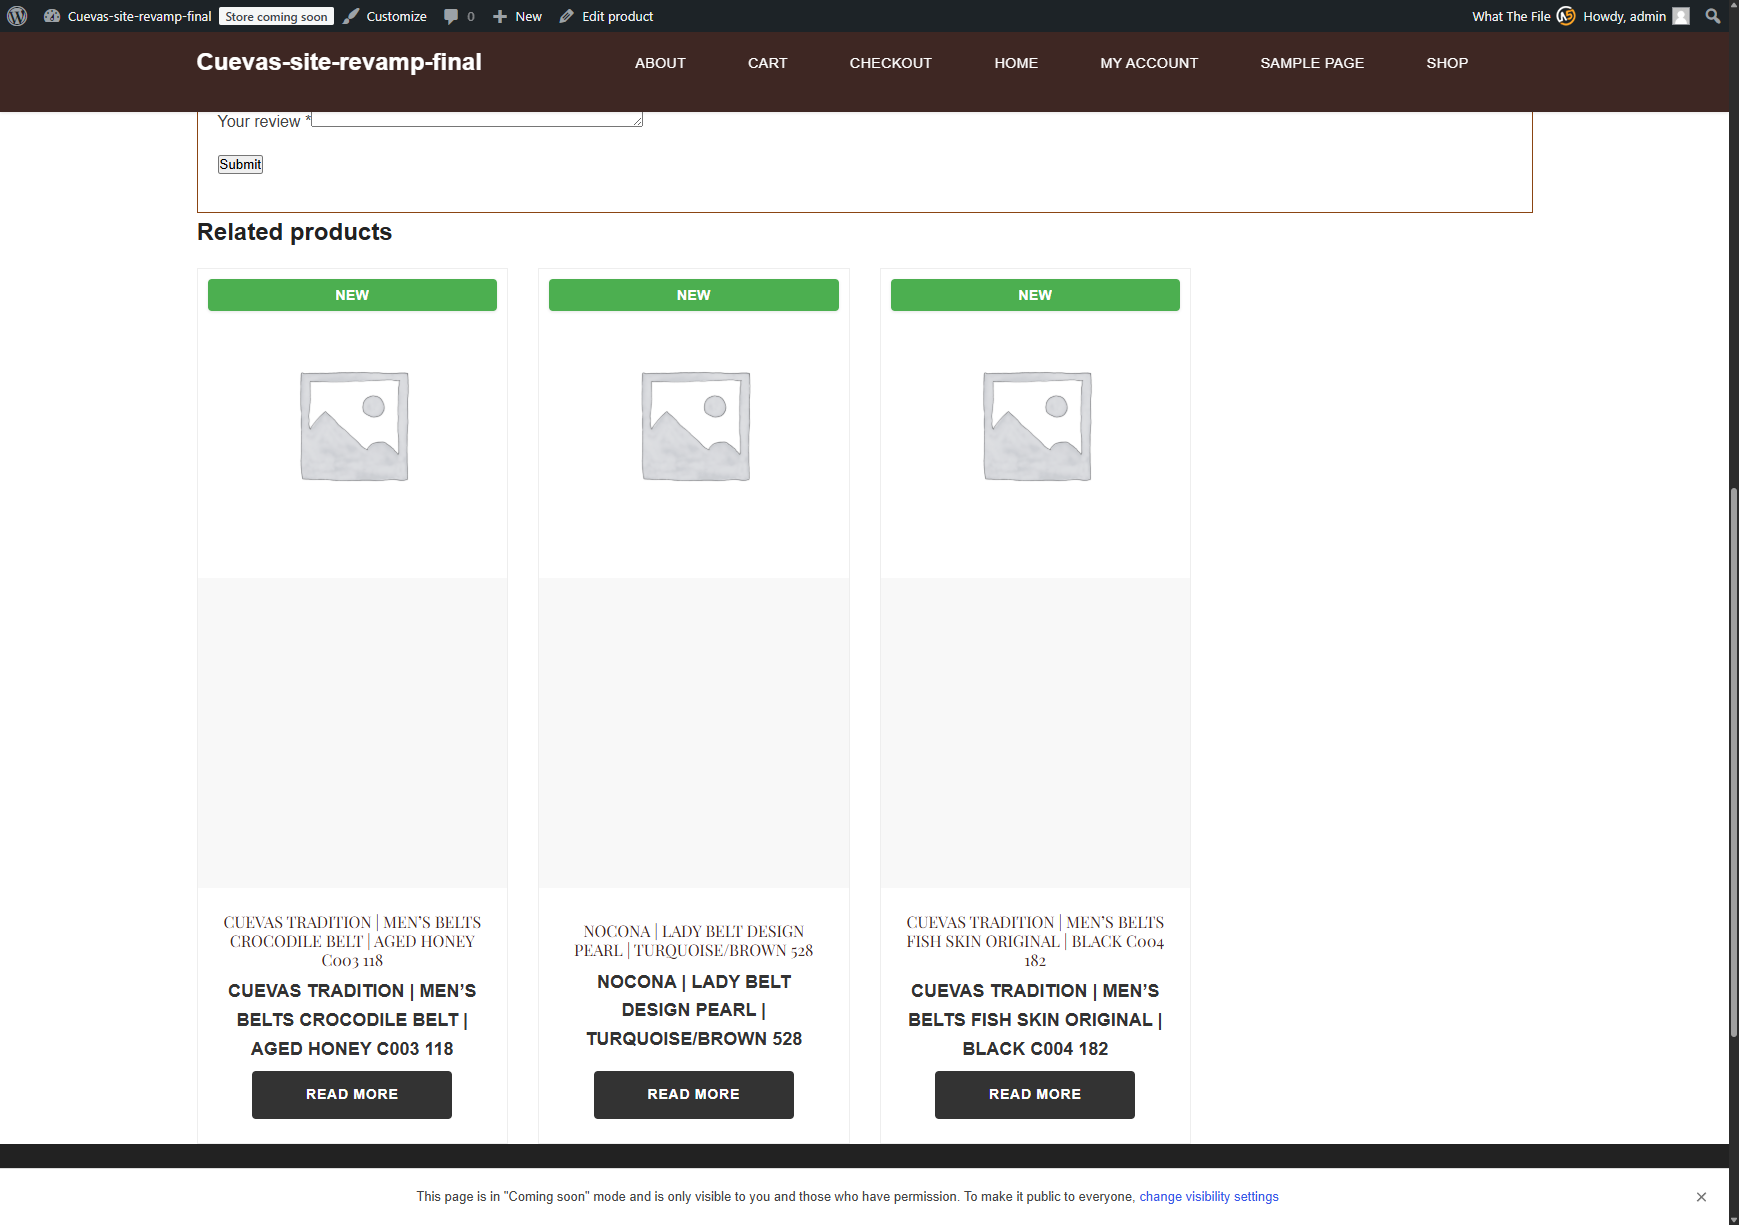 Cuevas-site-revamp-final Store coming soon Customize 0 New Edit product What The File Howdy, admin
Cuevas-site-revamp-final ABOUT CART CHECKOUT HOME MY ACCOUNT SAMPLE PAGE SHOP
Your review *
Submit
Related products
NEW
CUEVAS TRADITION | MEN’S BELTS
CROCODILE BELT | AGED HONEY
C003 118
CUEVAS TRADITION | MEN’S
BELTS CROCODILE BELT |
AGED HONEY C003 118
READ MORE
NEW
NOCONA | LADY BELT DESIGN
PEARL | TURQUOISE/BROWN 528
NOCONA | LADY BELT
DESIGN PEARL |
TURQUOISE/BROWN 528
READ MORE
NEW
CUEVAS TRADITION | MEN’S BELTS
FISH SKIN ORIGINAL | BLACK C004
182
CUEVAS TRADITION | MEN’S
BELTS FISH SKIN ORIGINAL |
BLACK C004 182
READ MORE
This page is in "Coming soon" mode and is only visible to you and those who have permission. To make it public to everyone, change visibility settings